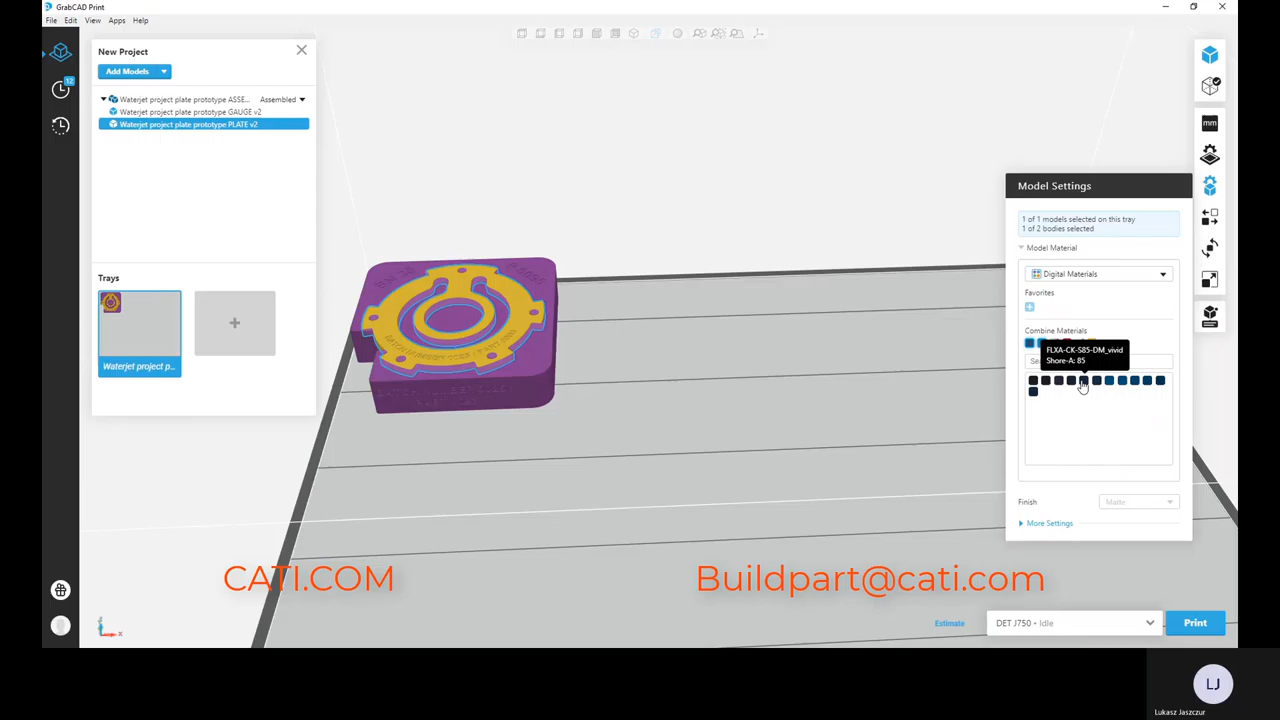 GrabCAD Print
File Edit View Apps Help
New Project
Add Models
12
Waterjet project plate prototype ASSE... Assembled
Waterjet project plate prototype GAUGE v2
Waterjet project plate prototype PLATE v2
Trays
Waterjet project p...
mm
Model Settings
1 of 1 models selected on this tray
1 of 2 bodies selected
Model Material
Digital Materials
Favorites
Combine Materials
FLXA-CK-S85-DM_vivid
Shore-A: 85
Finish Matte
More Settings
CATI.COM
Buildpart@cati.com
Estimate
DET J750 • Idle
Print
X
LJ
Lukasz Jaszczur